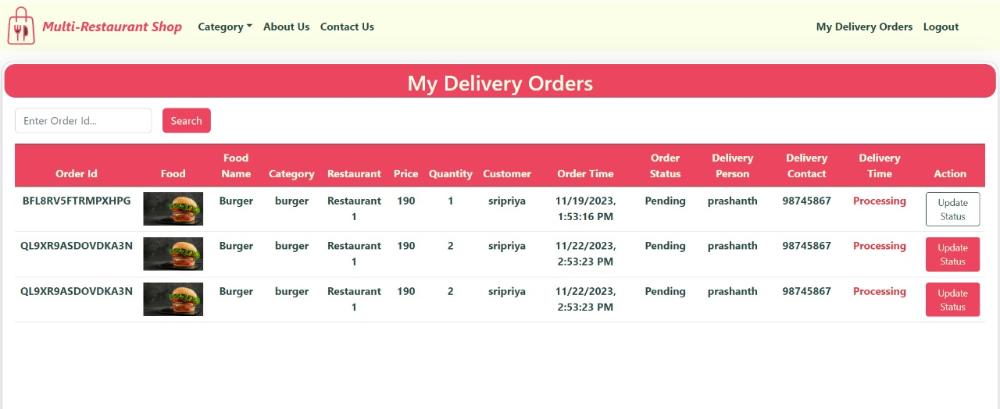 Multi-Restaurant Shop Category About Us Contact Us My Delivery Orders Logout
My Delivery Orders
Enter Order Id... Search
Order Id Food Food Name Category Restaurant Price Quantity Customer Order Time Order Status Delivery Person Delivery Contact Delivery Time Action
BFL8RV5FTRMPXHPG Burger burger Restaurant 1 190 1 sripriya 11/19/2023, 1:53:16 PM Pending prashanth 98745867 Processing Update Status
QL9XR9ASDOVDKA3N Burger burger Restaurant 1 190 2 sripriya 11/22/2023, 2:53:23 PM Pending prashanth 98745867 Processing Update Status
QL9XR9ASDOVDKA3N Burger burger Restaurant 1 190 2 sripriya 11/22/2023, 2:53:23 PM Pending prashanth 98745867 Processing Update Status